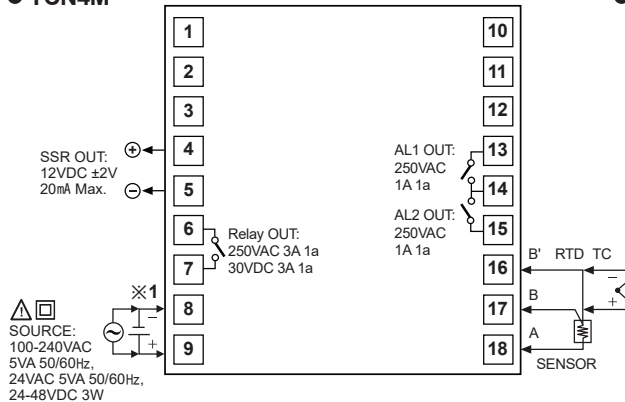 TCN4M
1
2
3
4
5
6
7
8
9
10
11
12
13
14
15
16
17
18
SSR OUT:
12VDC ±2V
20mA Max.
Relay OUT:
250VAC 3A 1a
30VDC 3A 1a
※1
SOURCE:
100-240VAC
5VA 50/60Hz,
24VAC 5VA 50/60Hz,
24-48VDC 3W
AL1 OUT:
250VAC
1A 1a
AL2 OUT:
250VAC
1A 1a
B' RTD TC
B
A
SENSOR